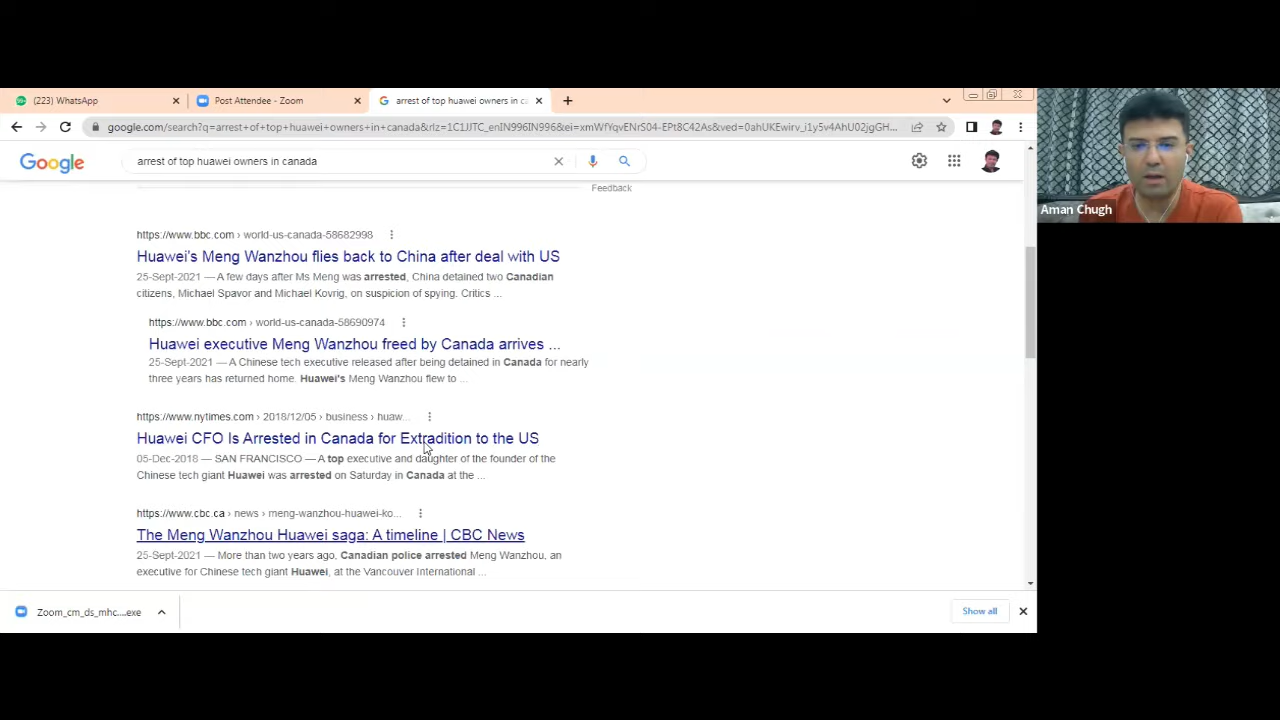 (223) WhatsApp
Post Attendee - Zoom
arrest of top huawei owners in ca
google.com/search?q=arrest+of+top+huawei+owners+in+canada&rlz=1C1JJTC_enIN996IN996&ei=xmWfYqvENrS04-EPt8C42As&ved=0ahUKEwirv_i1y5v4AhU02jgGH...
Google
arrest of top huawei owners in canada
Aman Chugh
Feedback
https://www.bbc.com › world-us-canada-58682998
Huawei's Meng Wanzhou flies back to China after deal with US
25-Sept-2021 — A few days after Ms Meng was arrested, China detained two Canadian
citizens, Michael Spavor and Michael Kovrig, on suspicion of spying. Critics ...
https://www.bbc.com › world-us-canada-58690974
Huawei executive Meng Wanzhou freed by Canada arrives ...
25-Sept-2021 — A Chinese tech executive released after being detained in Canada for nearly
three years has returned home. Huawei's Meng Wanzhou flew to ...
https://www.nytimes.com › 2018/12/05 › business › huaw...
Huawei CFO Is Arrested in Canada for Extradition to the US
05-Dec-2018 — SAN FRANCISCO — A top executive and daughter of the founder of the
Chinese tech giant Huawei was arrested on Saturday in Canada at the ...
https://www.cbc.ca › news › meng-wanzhou-huawei-ko...
The Meng Wanzhou Huawei saga: A timeline | CBC News
25-Sept-2021 — More than two years ago, Canadian police arrested Meng Wanzhou, an
executive for Chinese tech giant Huawei, at the Vancouver International ...
Zoom_cm_ds_mhc....exe
Show all